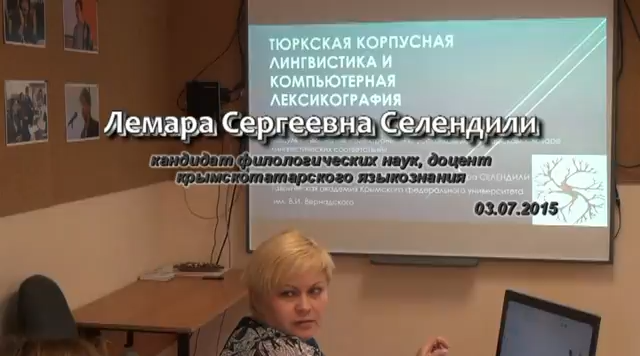 ТЮРКСКАЯ КОРПУСНАЯ
ЛИНГВИСТИКА И
КОМПЬЮТЕРНАЯ
ЛЕКСИКОГРАФИЯ
Лемара Сергеевна Селендили
кандидат филологических наук, доцент
крымскотатарского языкознания
СЕЛЕНДИЛИ
академия Крымского федерального университета
им. В.И. Вернадского
03.07.2015